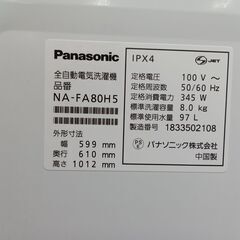 Panasonic
全自動電気洗濯機
品番
NA-FA80H5
外形寸法
幅 599 mm
奥行 610 mm
高さ 1012 mm
IPX4
JET
定格電圧 : 100 V ~
定格周波数 : 50/60 Hz
定格消費電力 : 345 W
標準洗濯容量 : 8.0 kg
標準使用水量 : 97 L
製造番号 : 1833502108
PS E
パナソニック株式会社
中国製